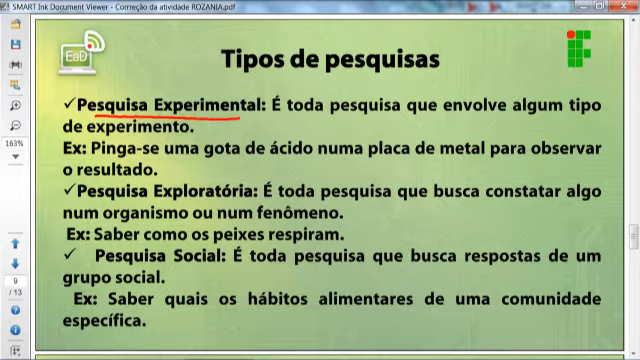 SMART Ink Document Viewer - Correção da atividade ROZANIA.pdf
EaD
Tipos de pesquisas
✓Pesquisa Experimental: É toda pesquisa que envolve algum tipo
de experimento.
Ex: Pinga-se uma gota de ácido numa placa de metal para observar
o resultado.
✓Pesquisa Exploratória: É toda pesquisa que busca constatar algo
num organismo ou num fenômeno.
Ex: Saber como os peixes respiram.
✓ Pesquisa Social: É toda pesquisa que busca respostas de um
grupo social.
Ex: Saber quais os hábitos alimentares de uma comunidade
específica.
163%
9
/ 13